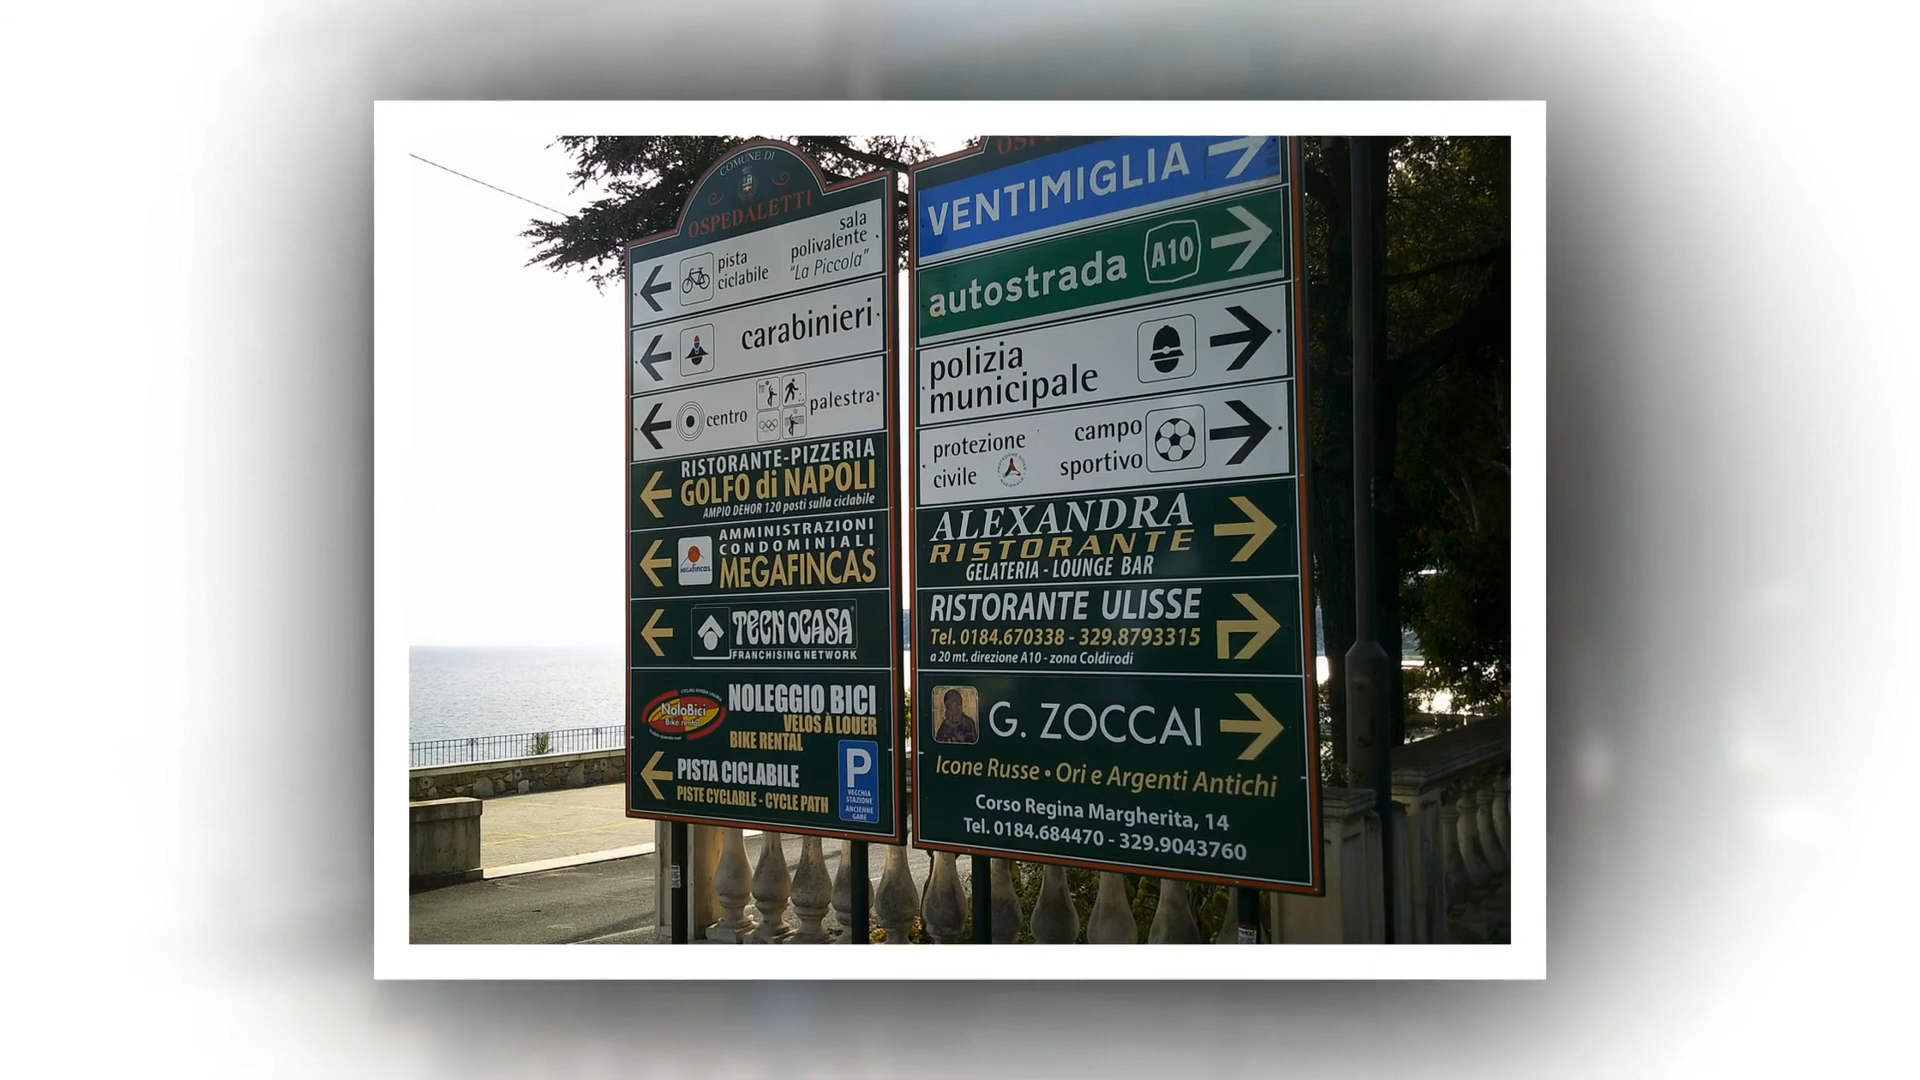 COMUNE DI
OSPEDALETTI
pista
ciclabile
sala
polivalente
"La Piccola"
carabinieri
centro
palestra
RISTORANTE-PIZZERIA
GOLFO di NAPOLI
AMPIO DEHOR 120 posti sulla ciclabile
AMMINISTRAZIONI
CONDOMINIALI
MEGAFINCAS
MEGAfincas
TECNOCASA
FRANCHISING NETWORK
NoloBici
Bike rental
NOLEGGIO BICI
VELOS À LOUER
BIKE RENTAL
PISTA CICLABILE
PISTE CYCLABLE - CYCLE PATH
P
VECCHIA
STAZIONE
ANCIENNE
GARE
VENTIMIGLIA
autostrada A10
polizia
municipale
protezione
civile
campo
sportivo
ALEXANDRA
RISTORANTE
GELATERIA - LOUNGE BAR
RISTORANTE ULISSE
Tel. 0184.670338 - 329.8793315
a 20 mt. direzione A10 - zona Coldirodi
G. ZOCCAI
Icone Russe • Ori e Argenti Antichi
Corso Regina Margherita, 14
Tel. 0184.684470 - 329.9043760